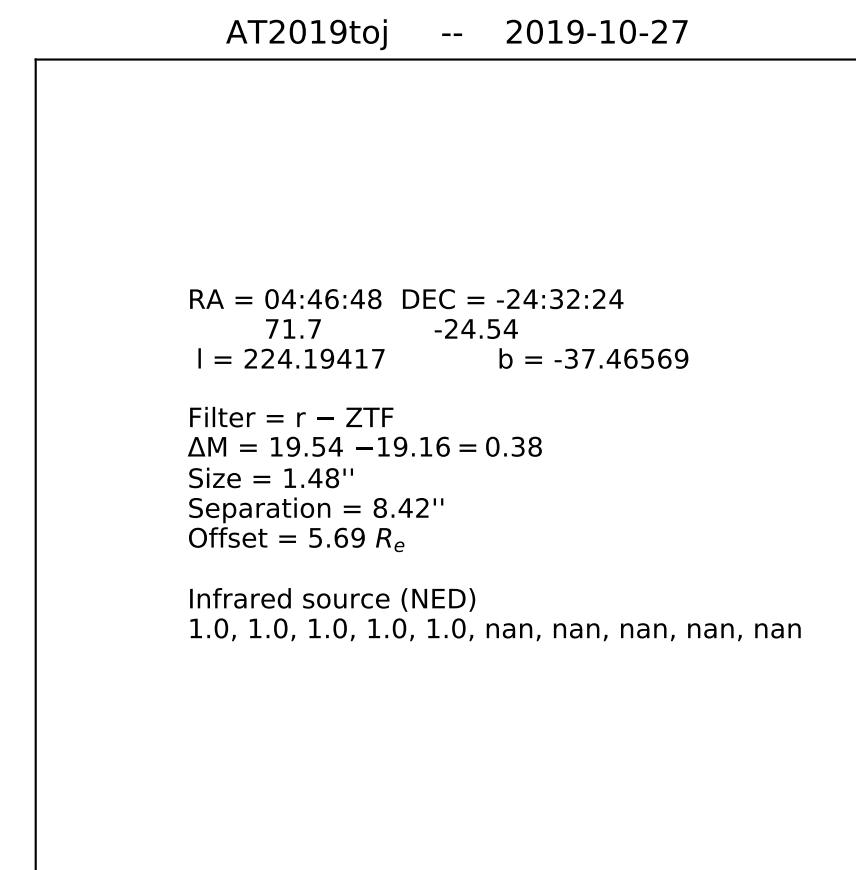 AT2019toj -- 2019-10-27
RA = 04:46:48 DEC = -24:32:24
71.7 -24.54
l = 224.19417 b = -37.46569
Filter = r − ZTF
ΔM = 19.54 −19.16 = 0.38
Size = 1.48''
Separation = 8.42''
Offset = 5.69 Rₑ
Infrared source (NED)
1.0, 1.0, 1.0, 1.0, 1.0, nan, nan, nan, nan, nan